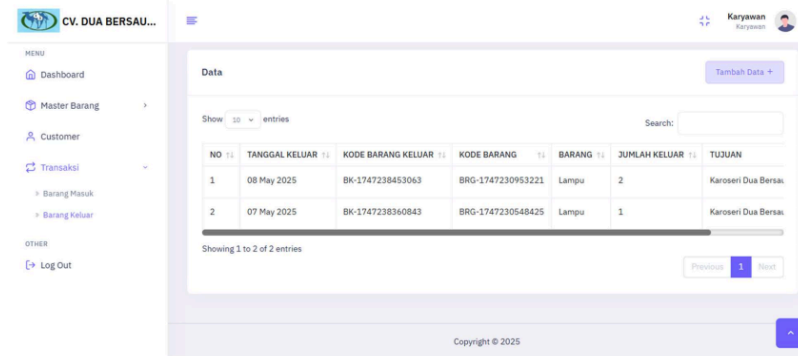 CV. DUA BERSAU...
Karyawan
Karyawan
MENU
Dashboard
Master Barang
Customer
Transaksi
Barang Masuk
Barang Keluar
OTHER
Log Out
Data
Tambah Data +
Show 10 entries
Search:
NO TANGGAL KELUAR KODE BARANG KELUAR KODE BARANG BARANG JUMLAH KELUAR TUJUAN
1 08 May 2025 BK-1747238453063 BRG-1747230953221 Lampu 2 Karoseri Dua Bersau
2 07 May 2025 BK-1747238360843 BRG-1747230548425 Lampu 1 Karoseri Dua Bersau
Showing 1 to 2 of 2 entries
Previous 1 Next
Copyright © 2025